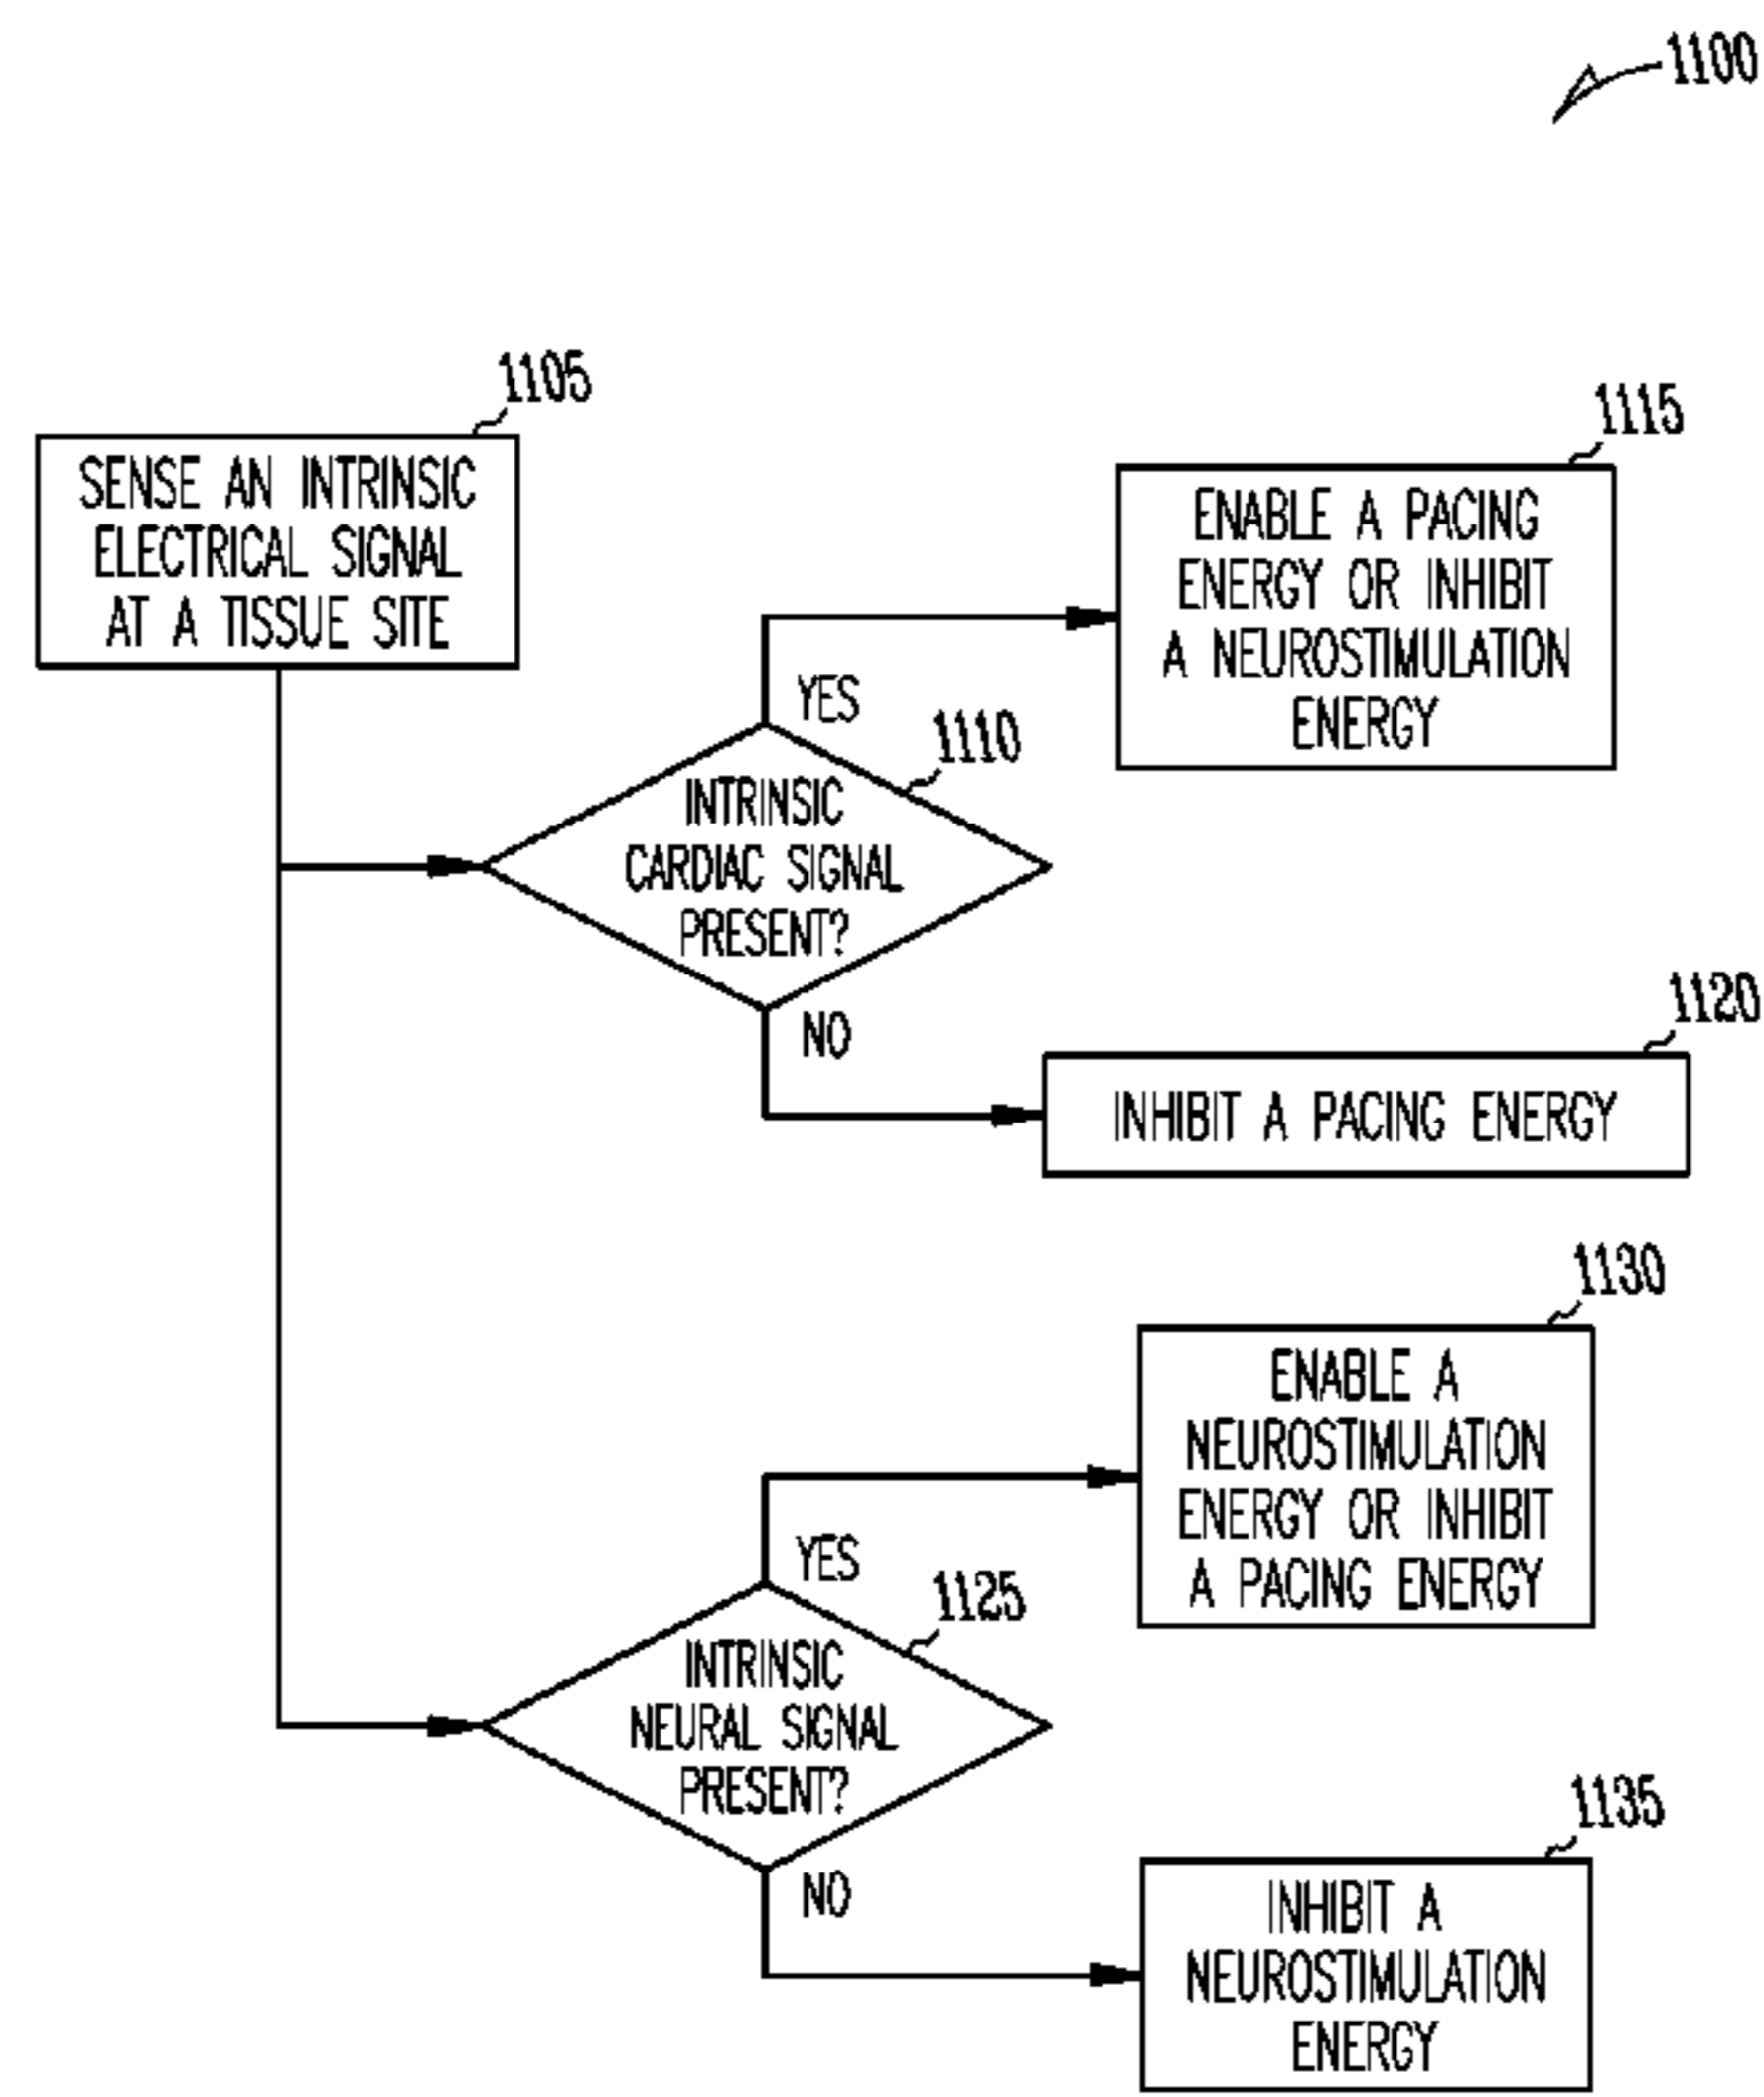 1100
1105
SENSE AN INTRINSIC
ELECTRICAL SIGNAL
AT A TISSUE SITE
1115
ENABLE A PACING
ENERGY OR INHIBIT
A NEUROSTIMULATION
ENERGY
YES
1110
INTRINSIC
CARDIAC SIGNAL
PRESENT?
NO
1120
INHIBIT A PACING ENERGY
1130
ENABLE A
NEUROSTIMULATION
ENERGY OR INHIBIT
A PACING ENERGY
YES
1125
INTRINSIC
NEURAL SIGNAL
PRESENT?
NO
1135
INHIBIT A
NEUROSTIMULATION
ENERGY